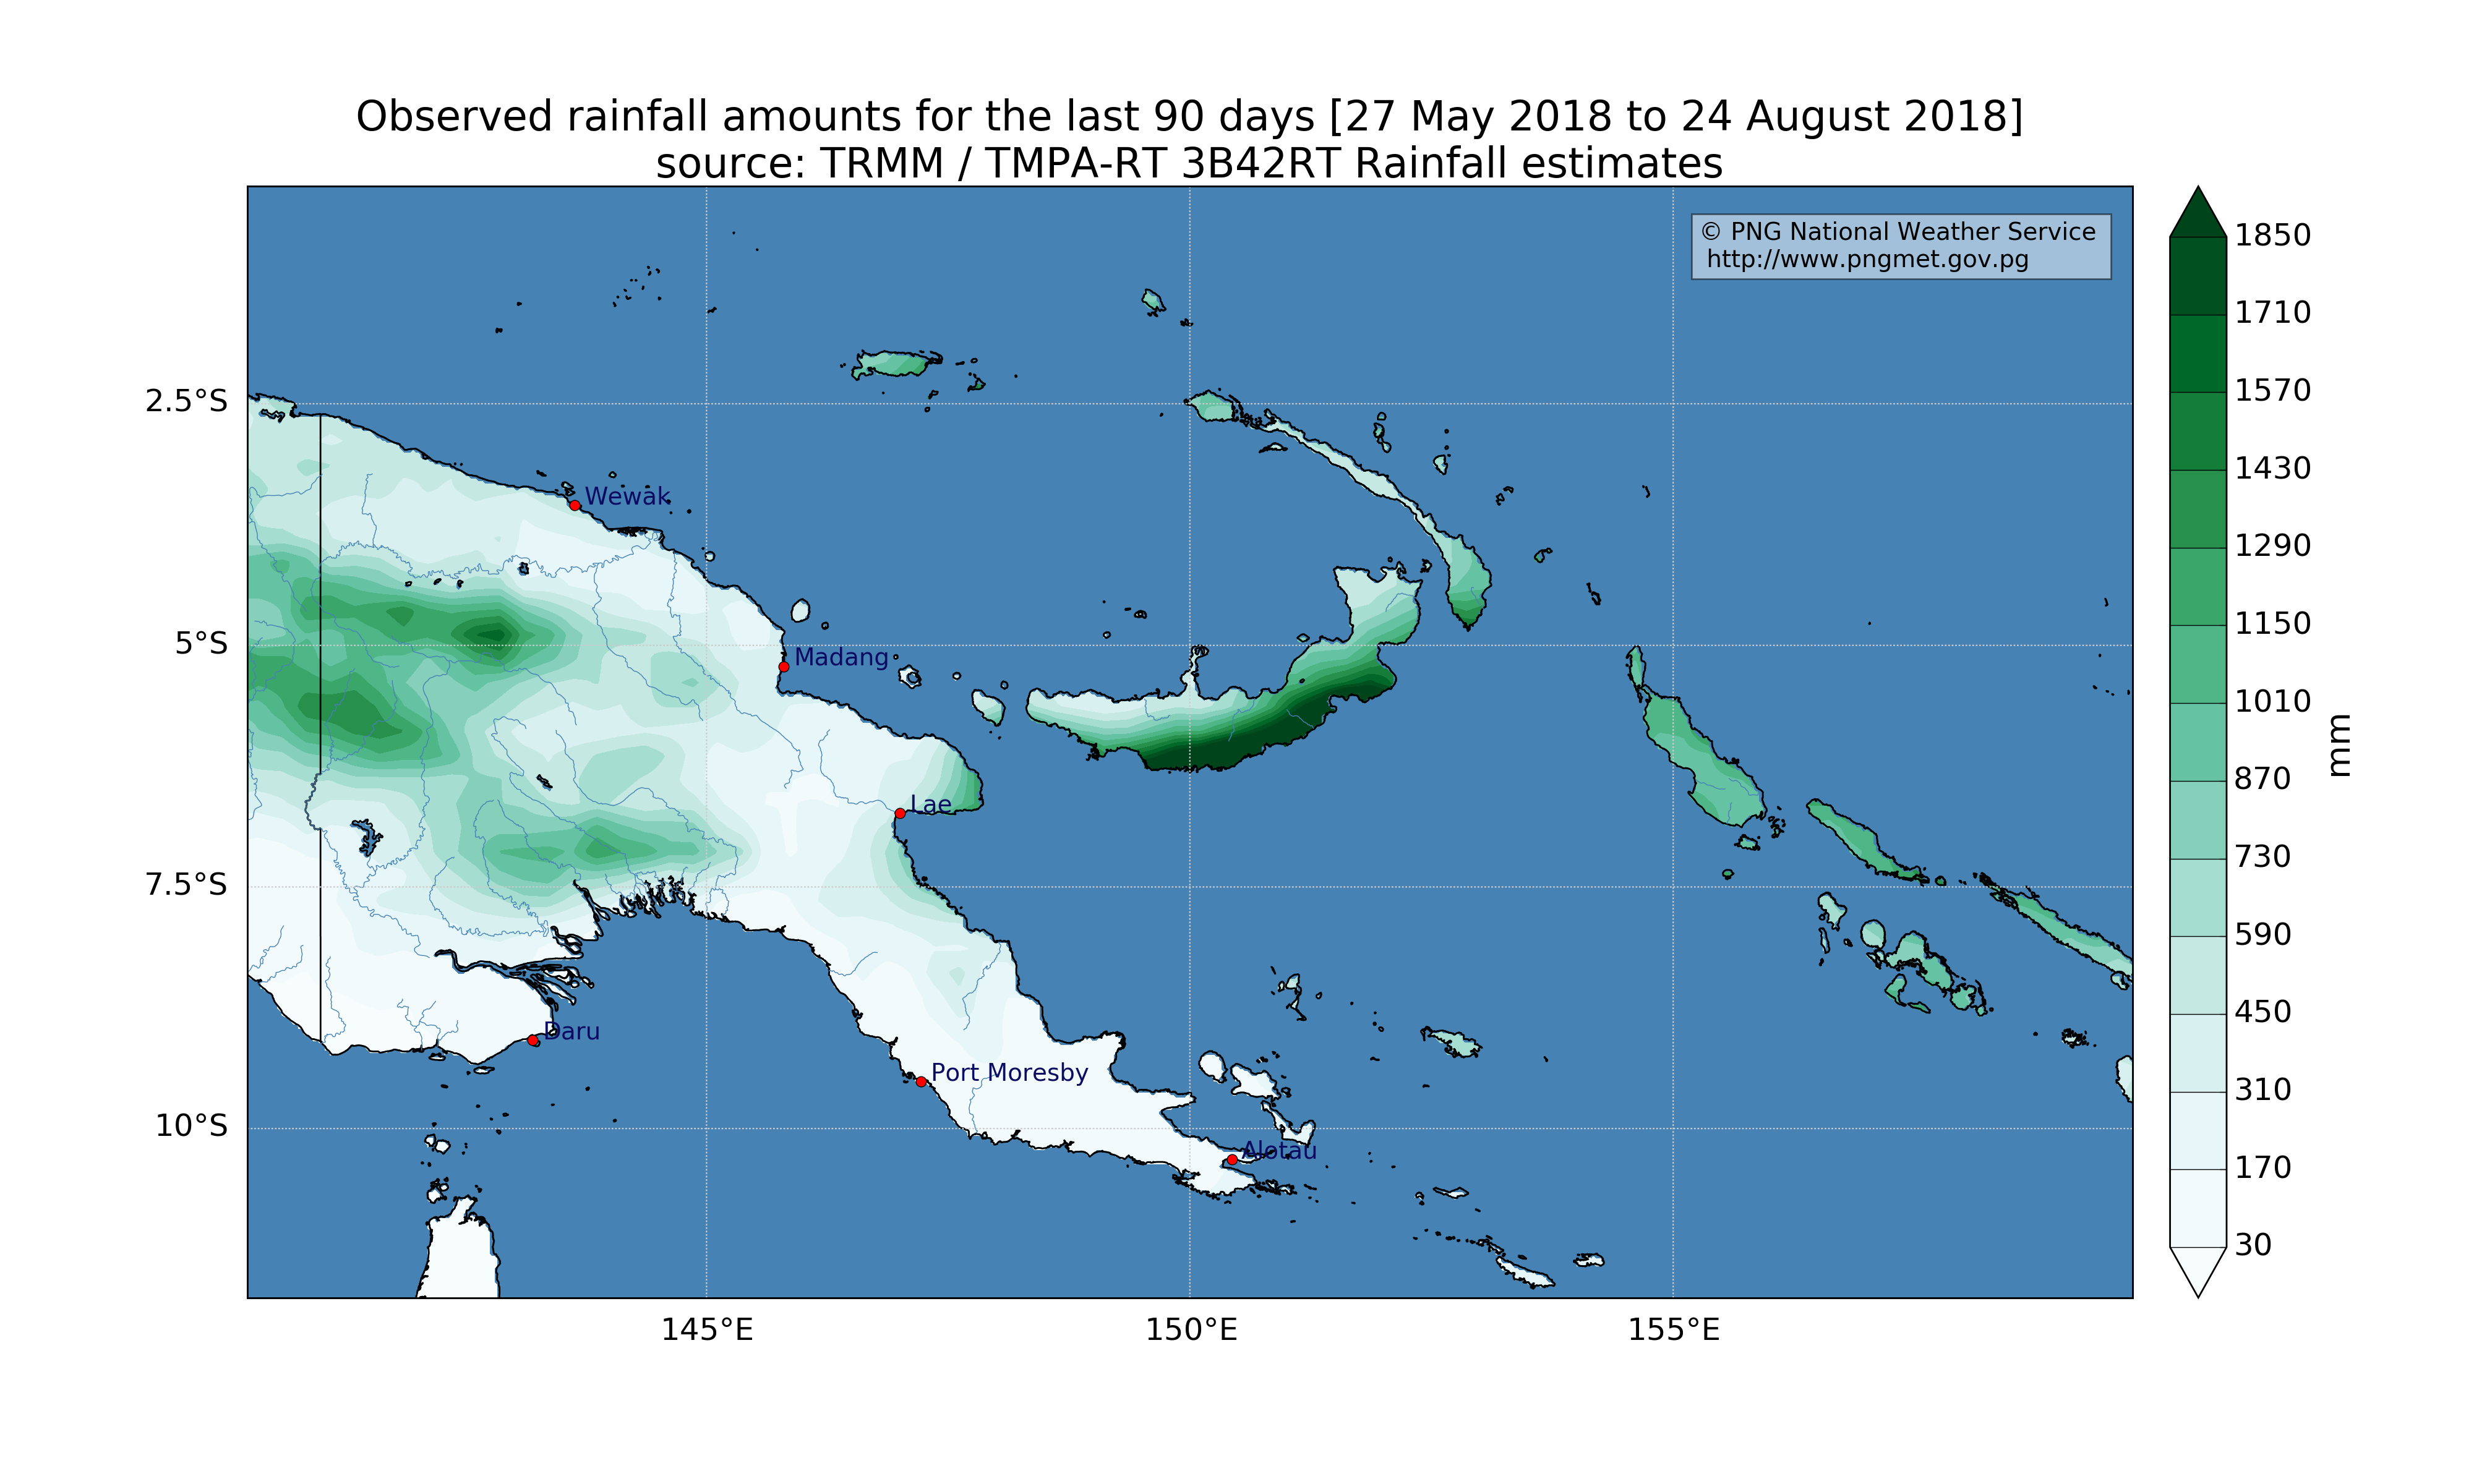 Observed rainfall amounts for the last 90 days [27 May 2018 to 24 August 2018]
source: TRMM / TMPA-RT 3B42RT Rainfall estimates
© PNG National Weather Service
http://www.pngmet.gov.pg
1850
1710
1570
1430
1290
1150
1010
870
730
590
450
310
170
30
mm
2.5°S
5°S
7.5°S
10°S
Wewak
Madang
Lae
Daru
Port Moresby
Alotau
145°E
150°E
155°E